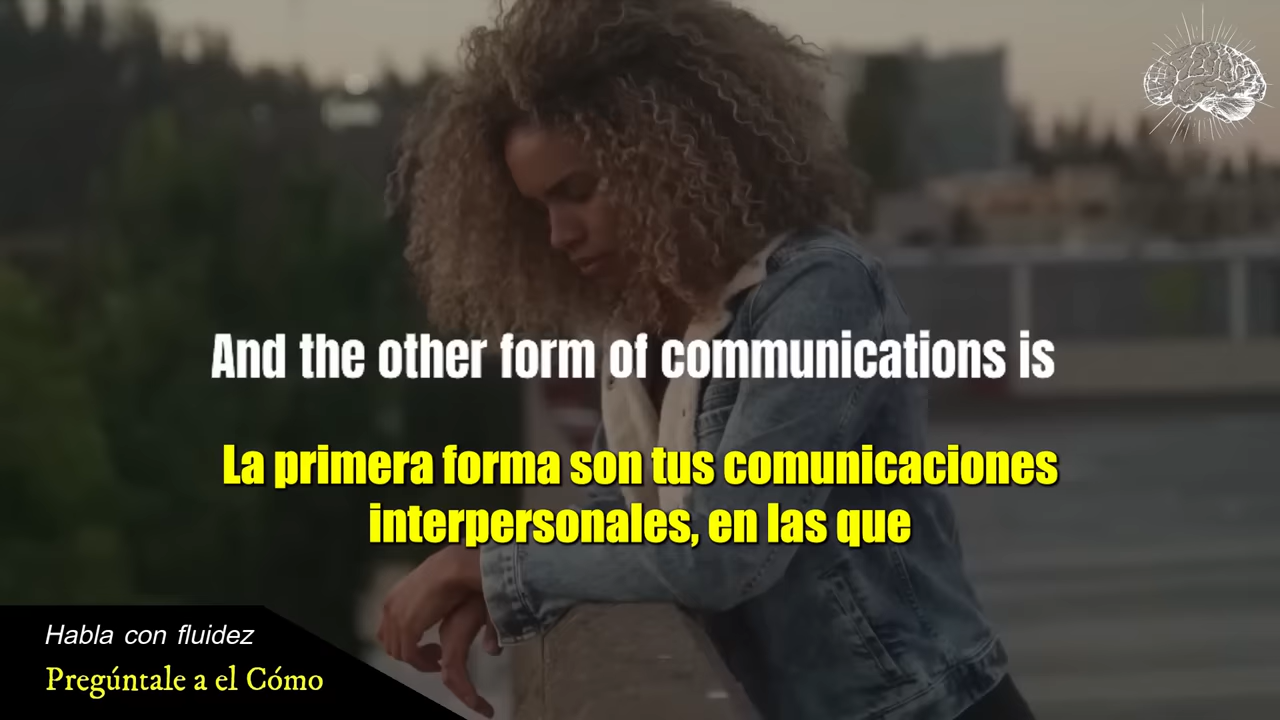 And the other form of communications is
La primera forma son tus comunicaciones
interpersonales, en las que
Habla con fluidez
Pregúntale a el Cómo